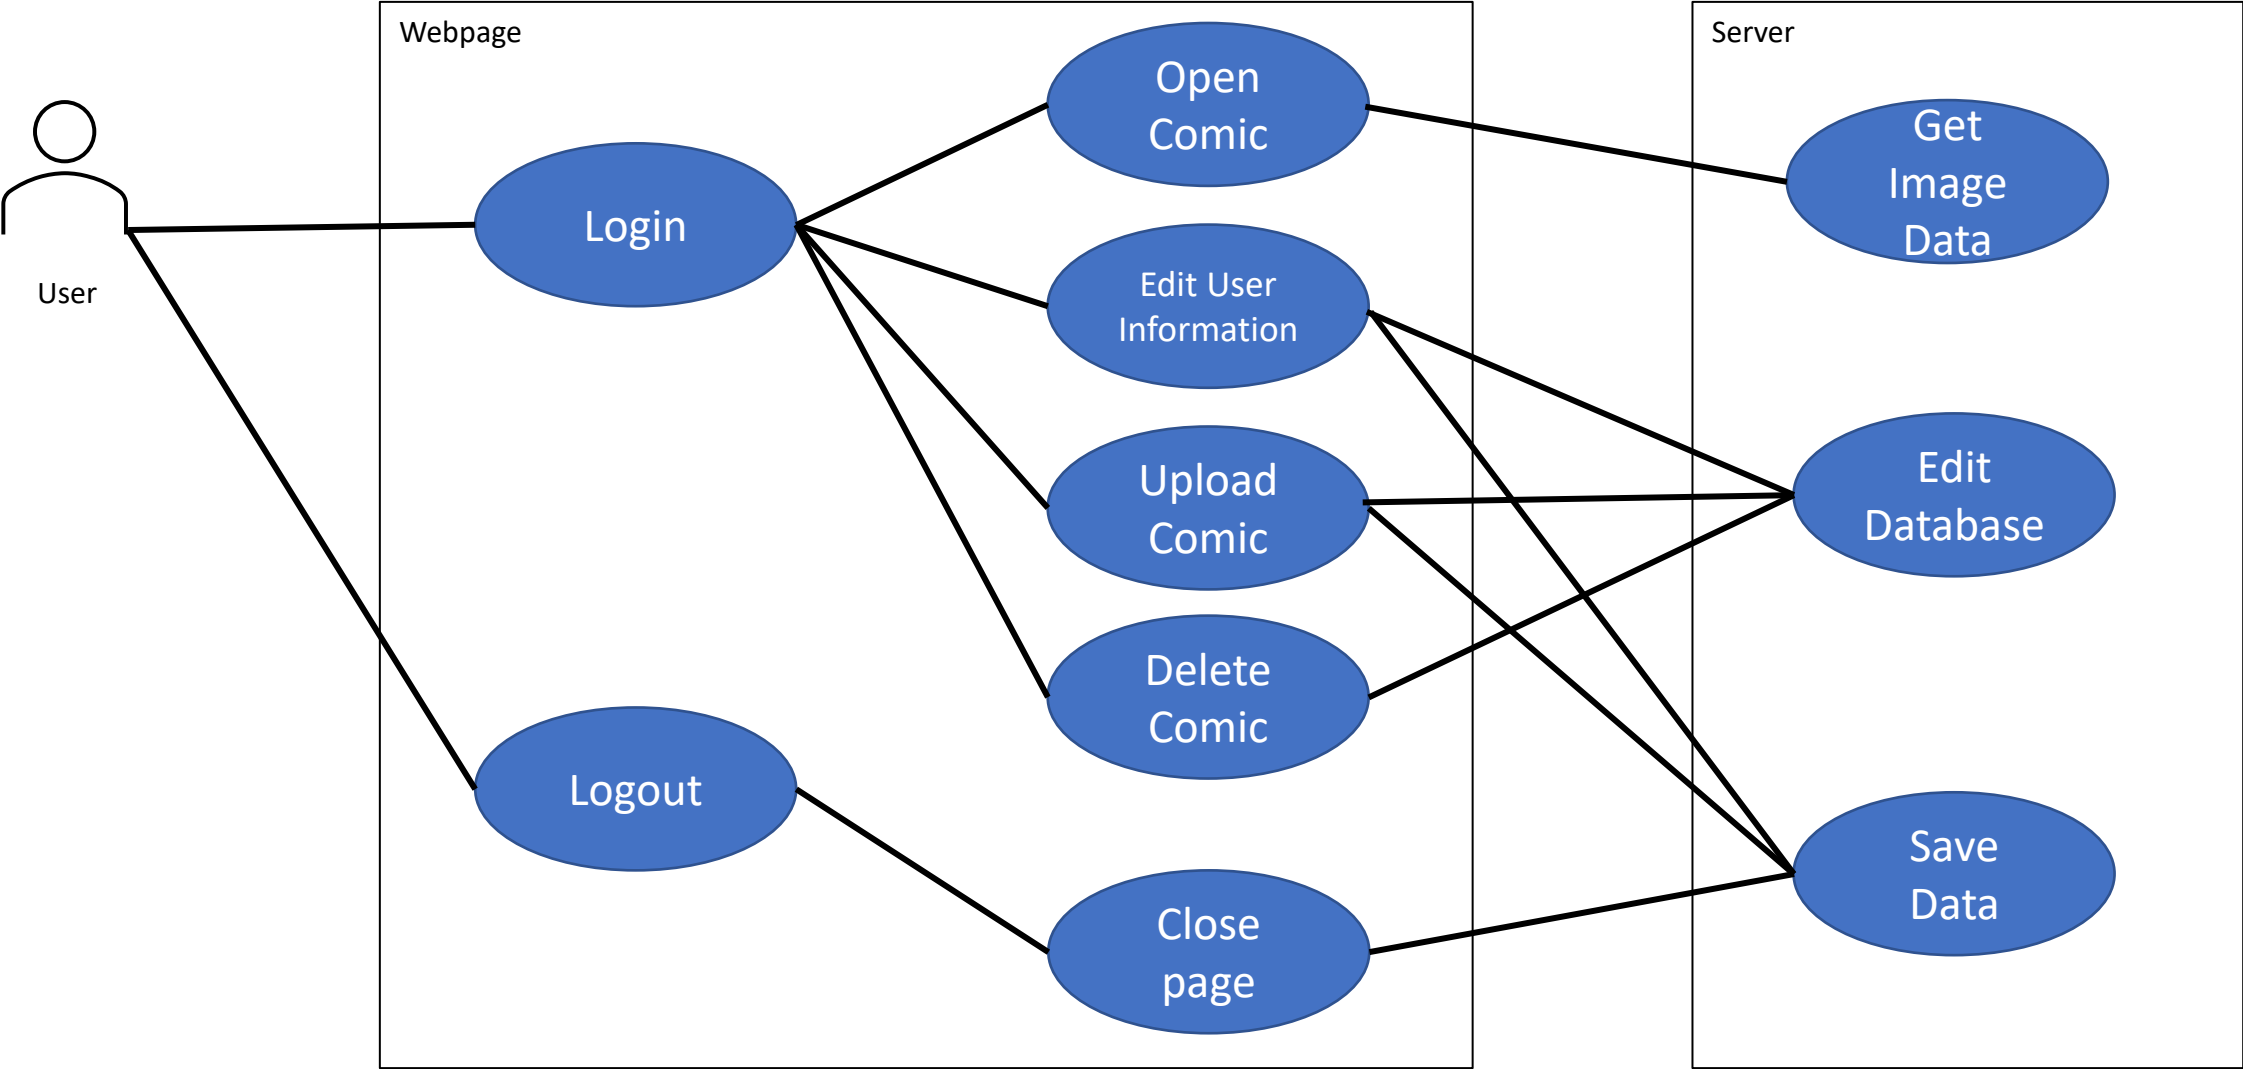 Webpage
Server
User
Login
Logout
Open
Comic
Edit User
Information
Upload
Comic
Delete
Comic
Close
page
Get
Image
Data
Edit
Database
Save
Data